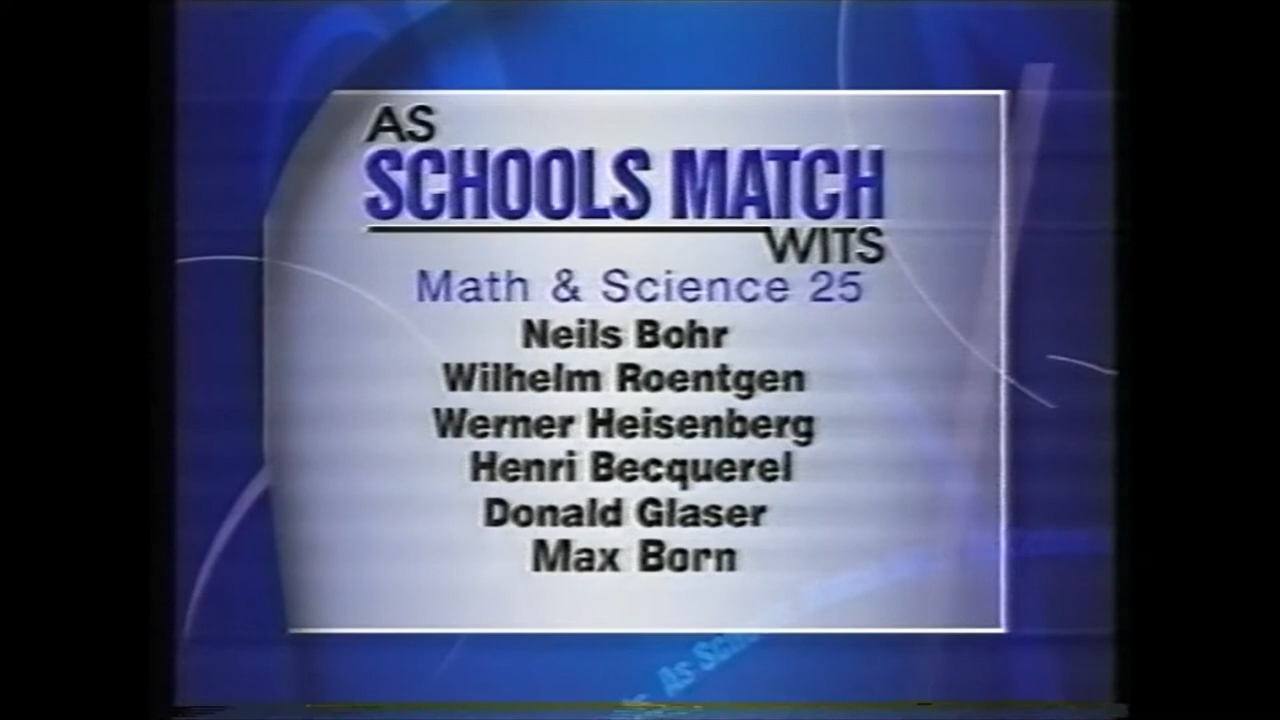 AS
SCHOOLS MATCH
WITS
Math & Science 25
Neils Bohr
Wilhelm Roentgen
Werner Heisenberg
Henri Becquerel
Donald Glaser
Max Born
As